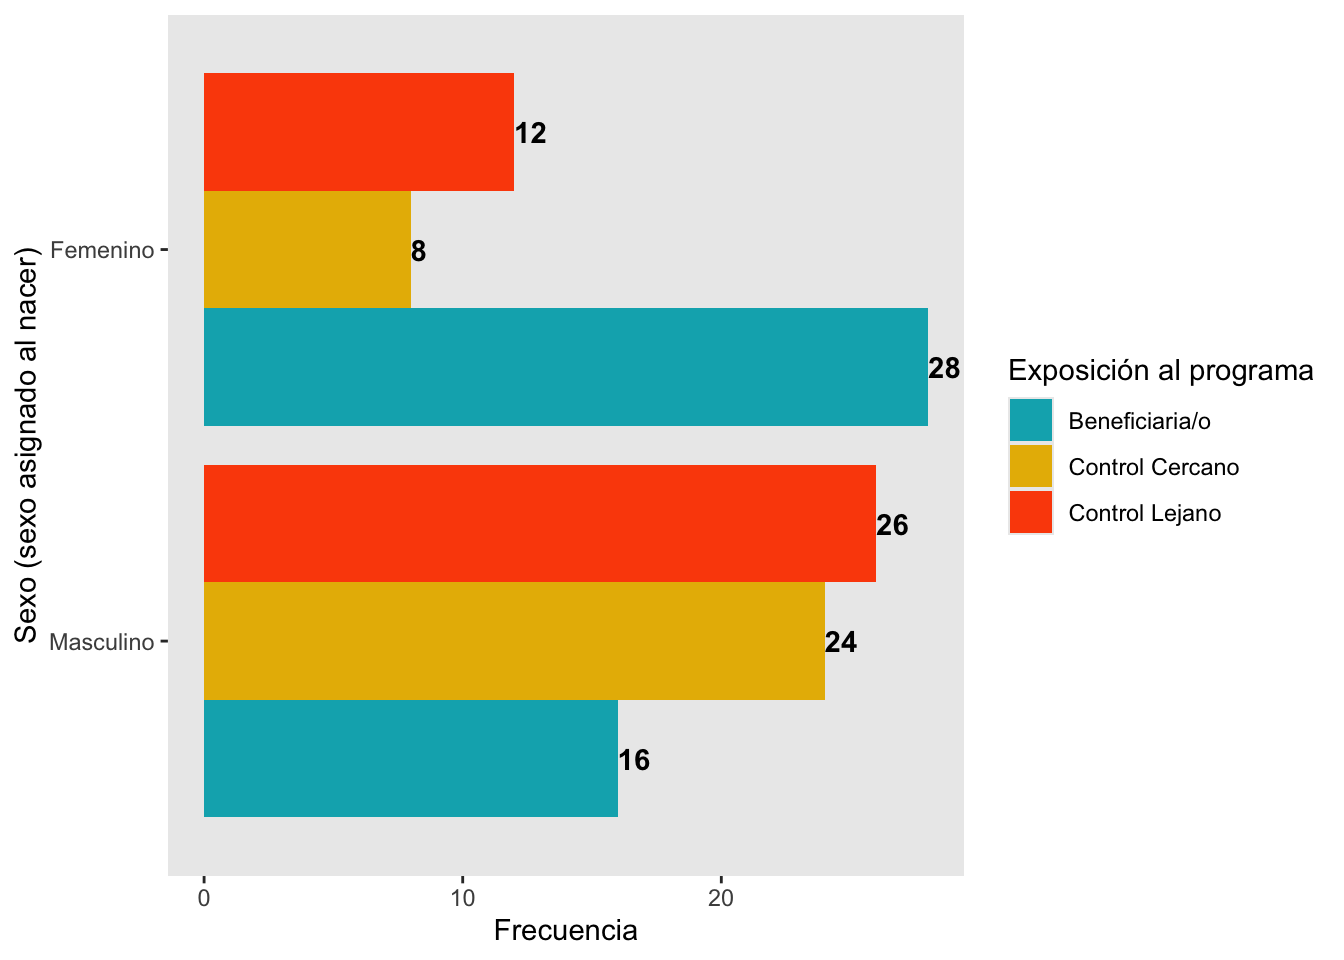 12
Femenino
8
28
Sexo (sexo asignado al nacer)
26
Masculino
24
16
0
10
20
Frecuencia
Exposición al programa
Beneficiaria/o
Control Cercano
Control Lejano